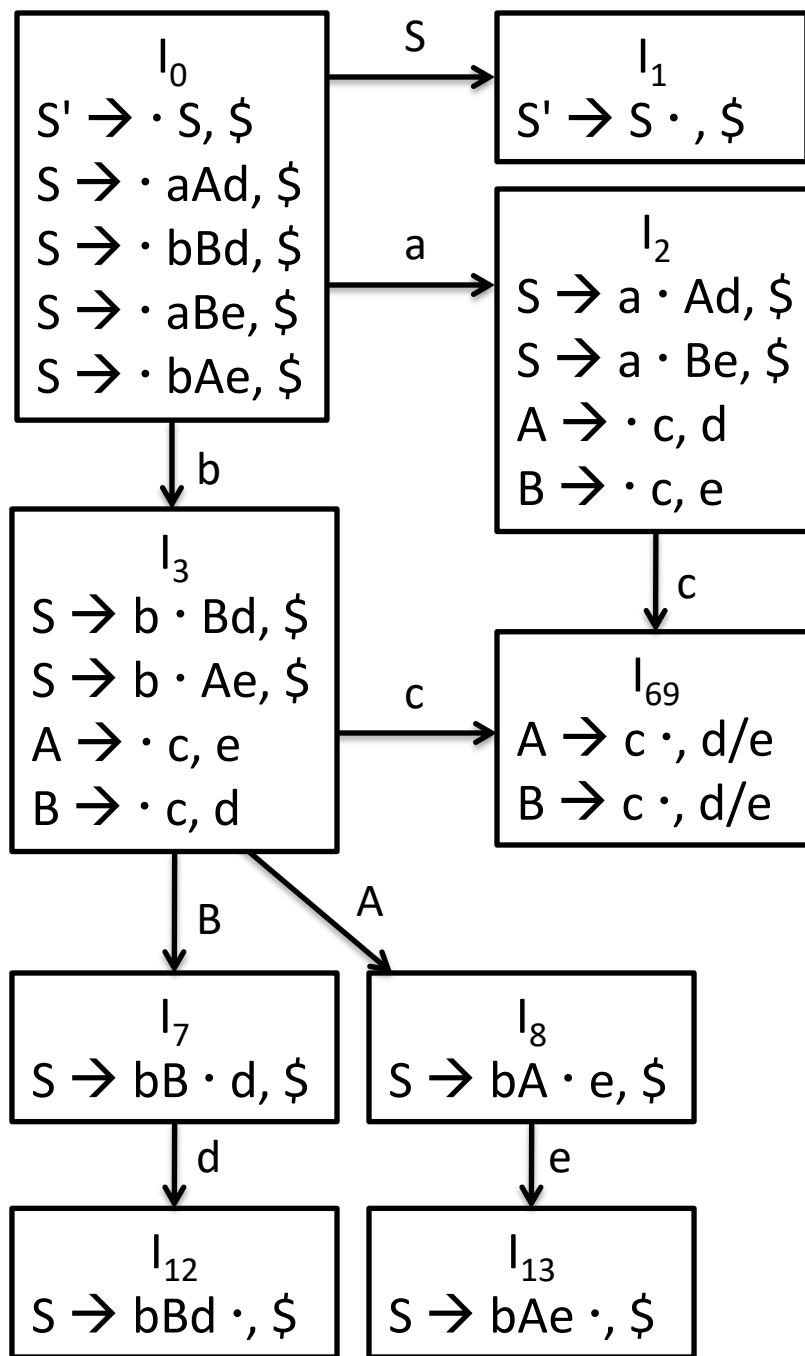 I0
S' → · S, $
S → · aAd, $
S → · bBd, $
S → · aBe, $
S → · bAe, $
S
I1
S' → S · , $
a
I2
S → a · Ad, $
S → a · Be, $
A → · c, d
B → · c, e
b
c
I3
S → b · Bd, $
S → b · Ae, $
A → · c, e
B → · c, d
c
I69
A → c ·, d/e
B → c ·, d/e
B
A
I7
S → bB · d, $
I8
S → bA · e, $
d
e
I12
S → bBd ·, $
I13
S → bAe ·, $